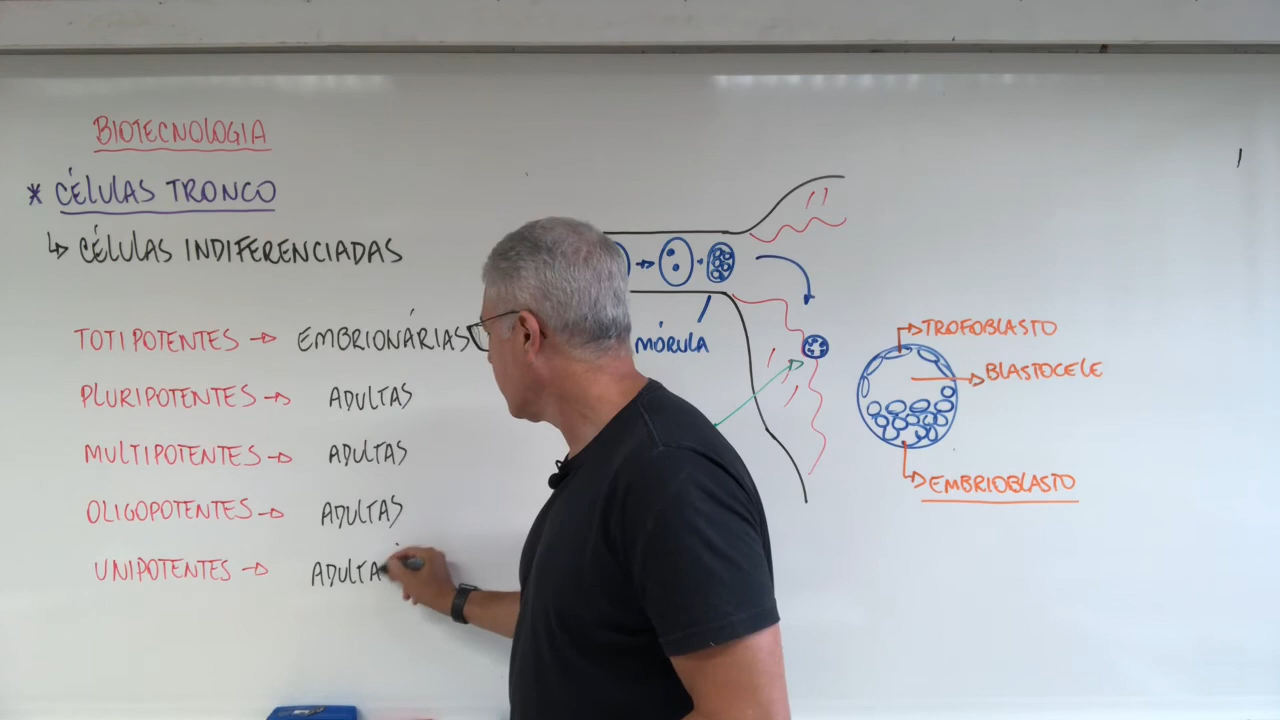 BIOTECNOLOGIA
* CÉLULAS TRONCO
↳ CÉLULAS INDIFERENCIADAS
TOTIPOTENTES → EMBRIONÁRIAS
PLURIPOTENTES → ADULTAS
MULTIPOTENTES → ADULTAS
OLIGOPOTENTES → ADULTAS
UNIPOTENTES → ADULTA
MÓRULA
TROFOBLASTO
BLASTOCELE
EMBRIOBLASTO